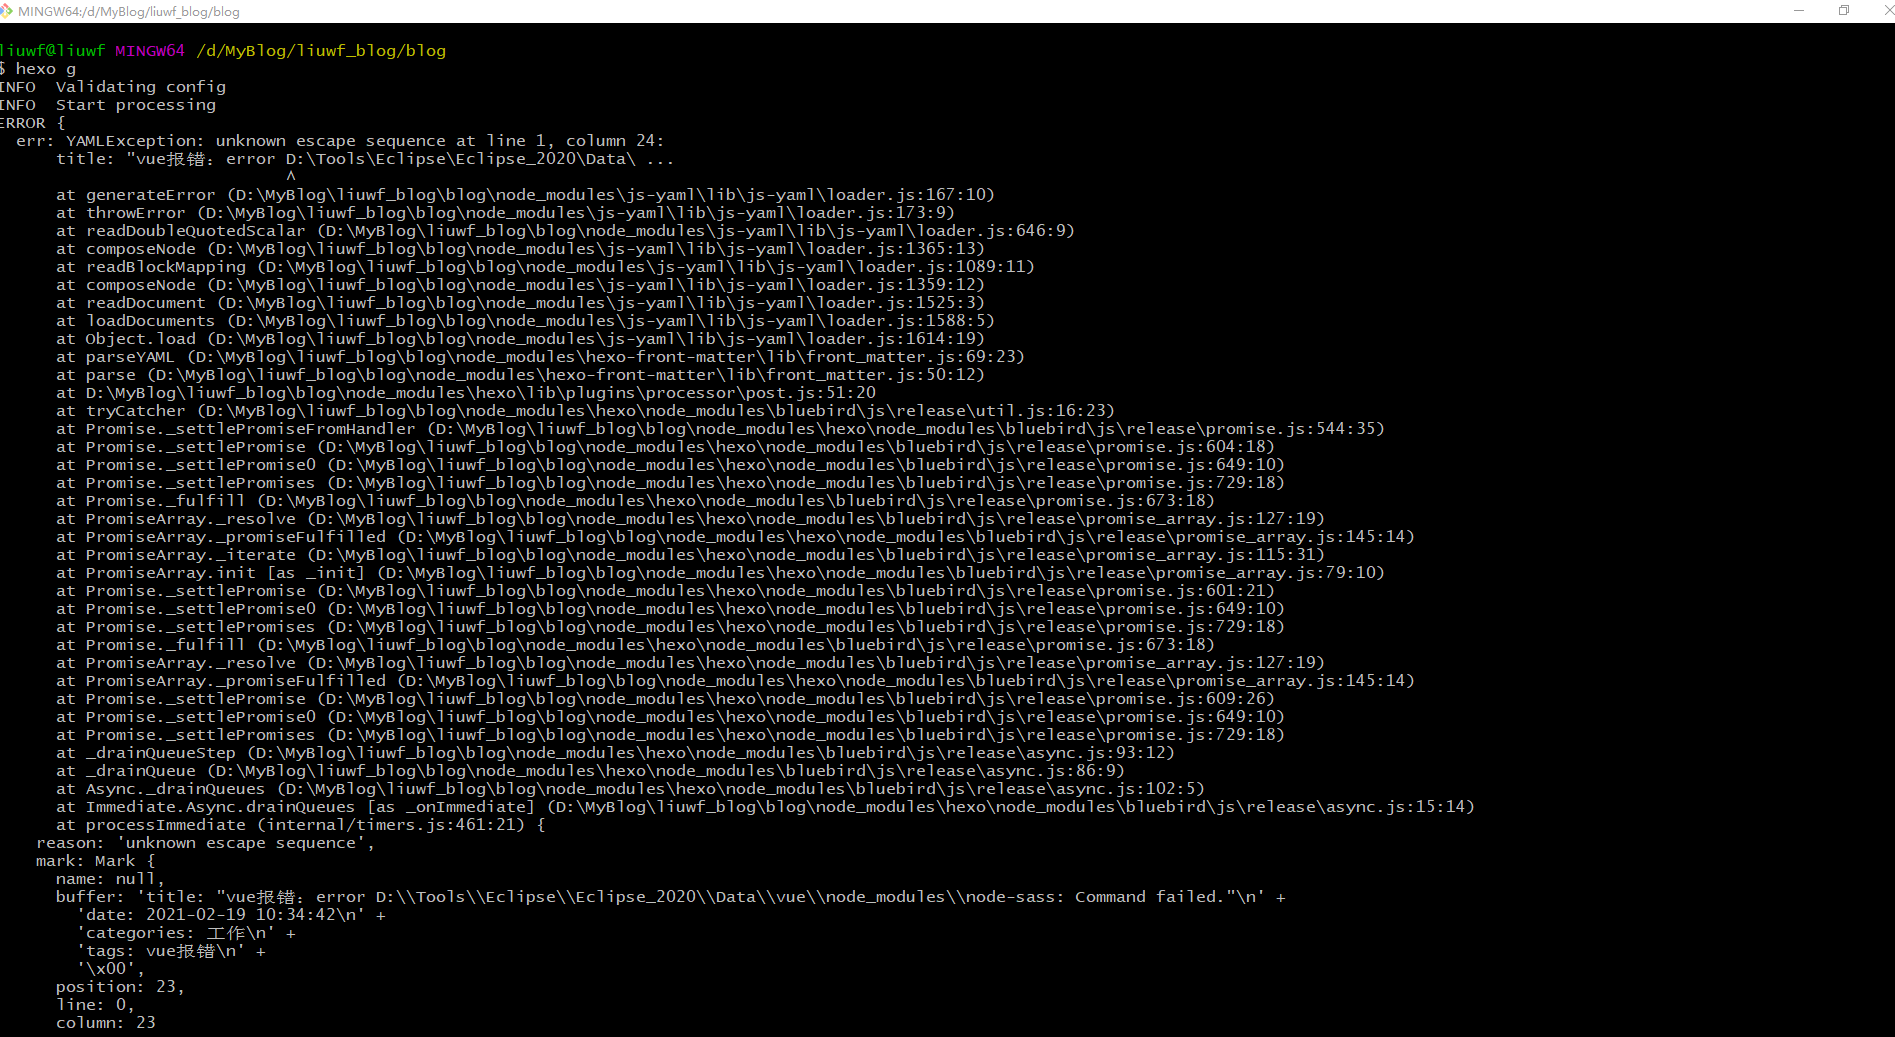 MINGW64:/d/MyBlog/liuwf_blog/blog
liuwf@liuwf MINGW64 /d/MyBlog/liuwf_blog/blog
$ hexo g
INFO  Validating config
INFO  Start processing
ERROR {
  err: YAMLException: unknown escape sequence at line 1, column 24:
      title: "vue报错：error D:\Tools\Eclipse\Eclipse_2020\Data\ ...
                             ^
      at generateError (D:\MyBlog\liuwf_blog\blog\node_modules\js-yaml\lib\js-yaml\loader.js:167:10)
      at throwError (D:\MyBlog\liuwf_blog\blog\node_modules\js-yaml\lib\js-yaml\loader.js:173:9)
      at readDoubleQuotedScalar (D:\MyBlog\liuwf_blog\blog\node_modules\js-yaml\lib\js-yaml\loader.js:646:9)
      at composeNode (D:\MyBlog\liuwf_blog\blog\node_modules\js-yaml\lib\js-yaml\loader.js:1365:13)
      at readBlockMapping (D:\MyBlog\liuwf_blog\blog\node_modules\js-yaml\lib\js-yaml\loader.js:1089:11)
      at composeNode (D:\MyBlog\liuwf_blog\blog\node_modules\js-yaml\lib\js-yaml\loader.js:1359:12)
      at readDocument (D:\MyBlog\liuwf_blog\blog\node_modules\js-yaml\lib\js-yaml\loader.js:1525:3)
      at loadDocuments (D:\MyBlog\liuwf_blog\blog\node_modules\js-yaml\lib\js-yaml\loader.js:1588:5)
      at Object.load (D:\MyBlog\liuwf_blog\blog\node_modules\js-yaml\lib\js-yaml\loader.js:1614:19)
      at parseYAML (D:\MyBlog\liuwf_blog\blog\node_modules\hexo-front-matter\lib\front_matter.js:69:23)
      at parse (D:\MyBlog\liuwf_blog\blog\node_modules\hexo-front-matter\lib\front_matter.js:50:12)
      at D:\MyBlog\liuwf_blog\blog\node_modules\hexo\lib\plugins\processor\post.js:51:20
      at tryCatcher (D:\MyBlog\liuwf_blog\blog\node_modules\hexo\node_modules\bluebird\js\release\util.js:16:23)
      at Promise._settlePromiseFromHandler (D:\MyBlog\liuwf_blog\blog\node_modules\hexo\node_modules\bluebird\js\release\promise.js:544:35)
      at Promise._settlePromise (D:\MyBlog\liuwf_blog\blog\node_modules\hexo\node_modules\bluebird\js\release\promise.js:604:18)
      at Promise._settlePromise0 (D:\MyBlog\liuwf_blog\blog\node_modules\hexo\node_modules\bluebird\js\release\promise.js:649:10)
      at Promise._settlePromises (D:\MyBlog\liuwf_blog\blog\node_modules\hexo\node_modules\bluebird\js\release\promise.js:729:18)
      at Promise._fulfill (D:\MyBlog\liuwf_blog\blog\node_modules\hexo\node_modules\bluebird\js\release\promise.js:673:18)
      at PromiseArray._resolve (D:\MyBlog\liuwf_blog\blog\node_modules\hexo\node_modules\bluebird\js\release\promise_array.js:127:19)
      at PromiseArray._promiseFulfilled (D:\MyBlog\liuwf_blog\blog\node_modules\hexo\node_modules\bluebird\js\release\promise_array.js:145:14)
      at PromiseArray._iterate (D:\MyBlog\liuwf_blog\blog\node_modules\hexo\node_modules\bluebird\js\release\promise_array.js:115:31)
      at PromiseArray.init [as _init] (D:\MyBlog\liuwf_blog\blog\node_modules\hexo\node_modules\bluebird\js\release\promise_array.js:79:10)
      at Promise._settlePromise (D:\MyBlog\liuwf_blog\blog\node_modules\hexo\node_modules\bluebird\js\release\promise.js:601:21)
      at Promise._settlePromise0 (D:\MyBlog\liuwf_blog\blog\node_modules\hexo\node_modules\bluebird\js\release\promise.js:649:10)
      at Promise._settlePromises (D:\MyBlog\liuwf_blog\blog\node_modules\hexo\node_modules\bluebird\js\release\promise.js:729:18)
      at Promise._fulfill (D:\MyBlog\liuwf_blog\blog\node_modules\hexo\node_modules\bluebird\js\release\promise.js:673:18)
      at PromiseArray._resolve (D:\MyBlog\liuwf_blog\blog\node_modules\hexo\node_modules\bluebird\js\release\promise_array.js:127:19)
      at PromiseArray._promiseFulfilled (D:\MyBlog\liuwf_blog\blog\node_modules\hexo\node_modules\bluebird\js\release\promise_array.js:145:14)
      at Promise._settlePromise (D:\MyBlog\liuwf_blog\blog\node_modules\hexo\node_modules\bluebird\js\release\promise.js:609:26)
      at Promise._settlePromise0 (D:\MyBlog\liuwf_blog\blog\node_modules\hexo\node_modules\bluebird\js\release\promise.js:649:10)
      at Promise._settlePromises (D:\MyBlog\liuwf_blog\blog\node_modules\hexo\node_modules\bluebird\js\release\promise.js:729:18)
      at _drainQueueStep (D:\MyBlog\liuwf_blog\blog\node_modules\hexo\node_modules\bluebird\js\release\async.js:93:12)
      at _drainQueue (D:\MyBlog\liuwf_blog\blog\node_modules\hexo\node_modules\bluebird\js\release\async.js:86:9)
      at Async._drainQueues (D:\MyBlog\liuwf_blog\blog\node_modules\hexo\node_modules\bluebird\js\release\async.js:102:5)
      at Immediate.Async.drainQueues [as _onImmediate] (D:\MyBlog\liuwf_blog\blog\node_modules\hexo\node_modules\bluebird\js\release\async.js:15:14)
      at processImmediate (internal/timers.js:461:21) {
    reason: 'unknown escape sequence',
    mark: Mark {
      name: null,
      buffer: 'title: "vue报错：error D:\\Tools\\Eclipse\\Eclipse_2020\\Data\\vue\\node_modules\\node-sass: Command failed."\n' +
        'date: 2021-02-19 10:34:42\n' +
        'categories: 工作\n' +
        'tags: vue报错\n' +
        '\x00',
      position: 23,
      line: 0,
      column: 23